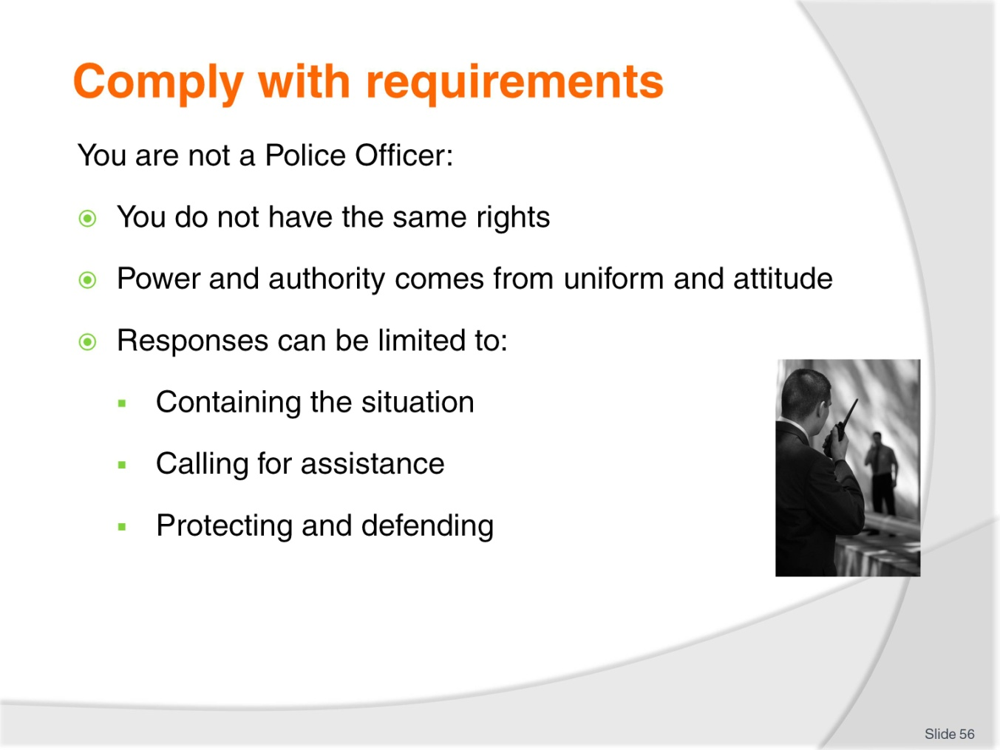 Comply with requirements
You are not a Police Officer:
You do not have the same rights
Power and authority comes from uniform and attitude
Responses can be limited to:
Containing the situation
Calling for assistance
Protecting and defending
Slide 56